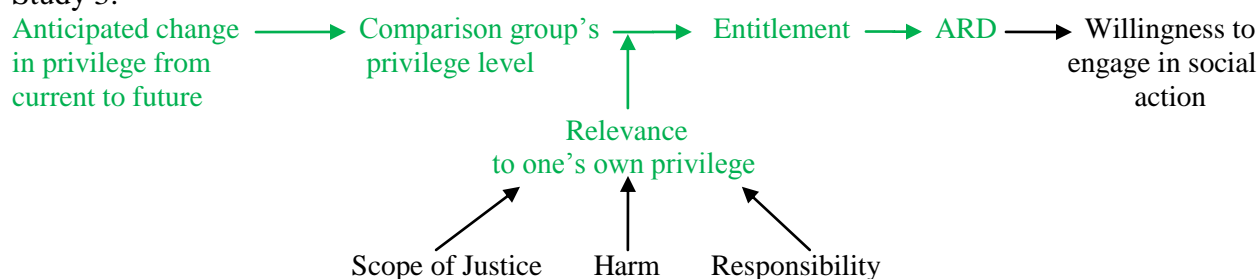 Study 3:
Anticipated change
in privilege from
current to future
Comparison group's
privilege level
Entitlement
ARD
Willingness to
engage in social
action
Relevance
to one's own privilege
Scope of Justice
Harm
Responsibility